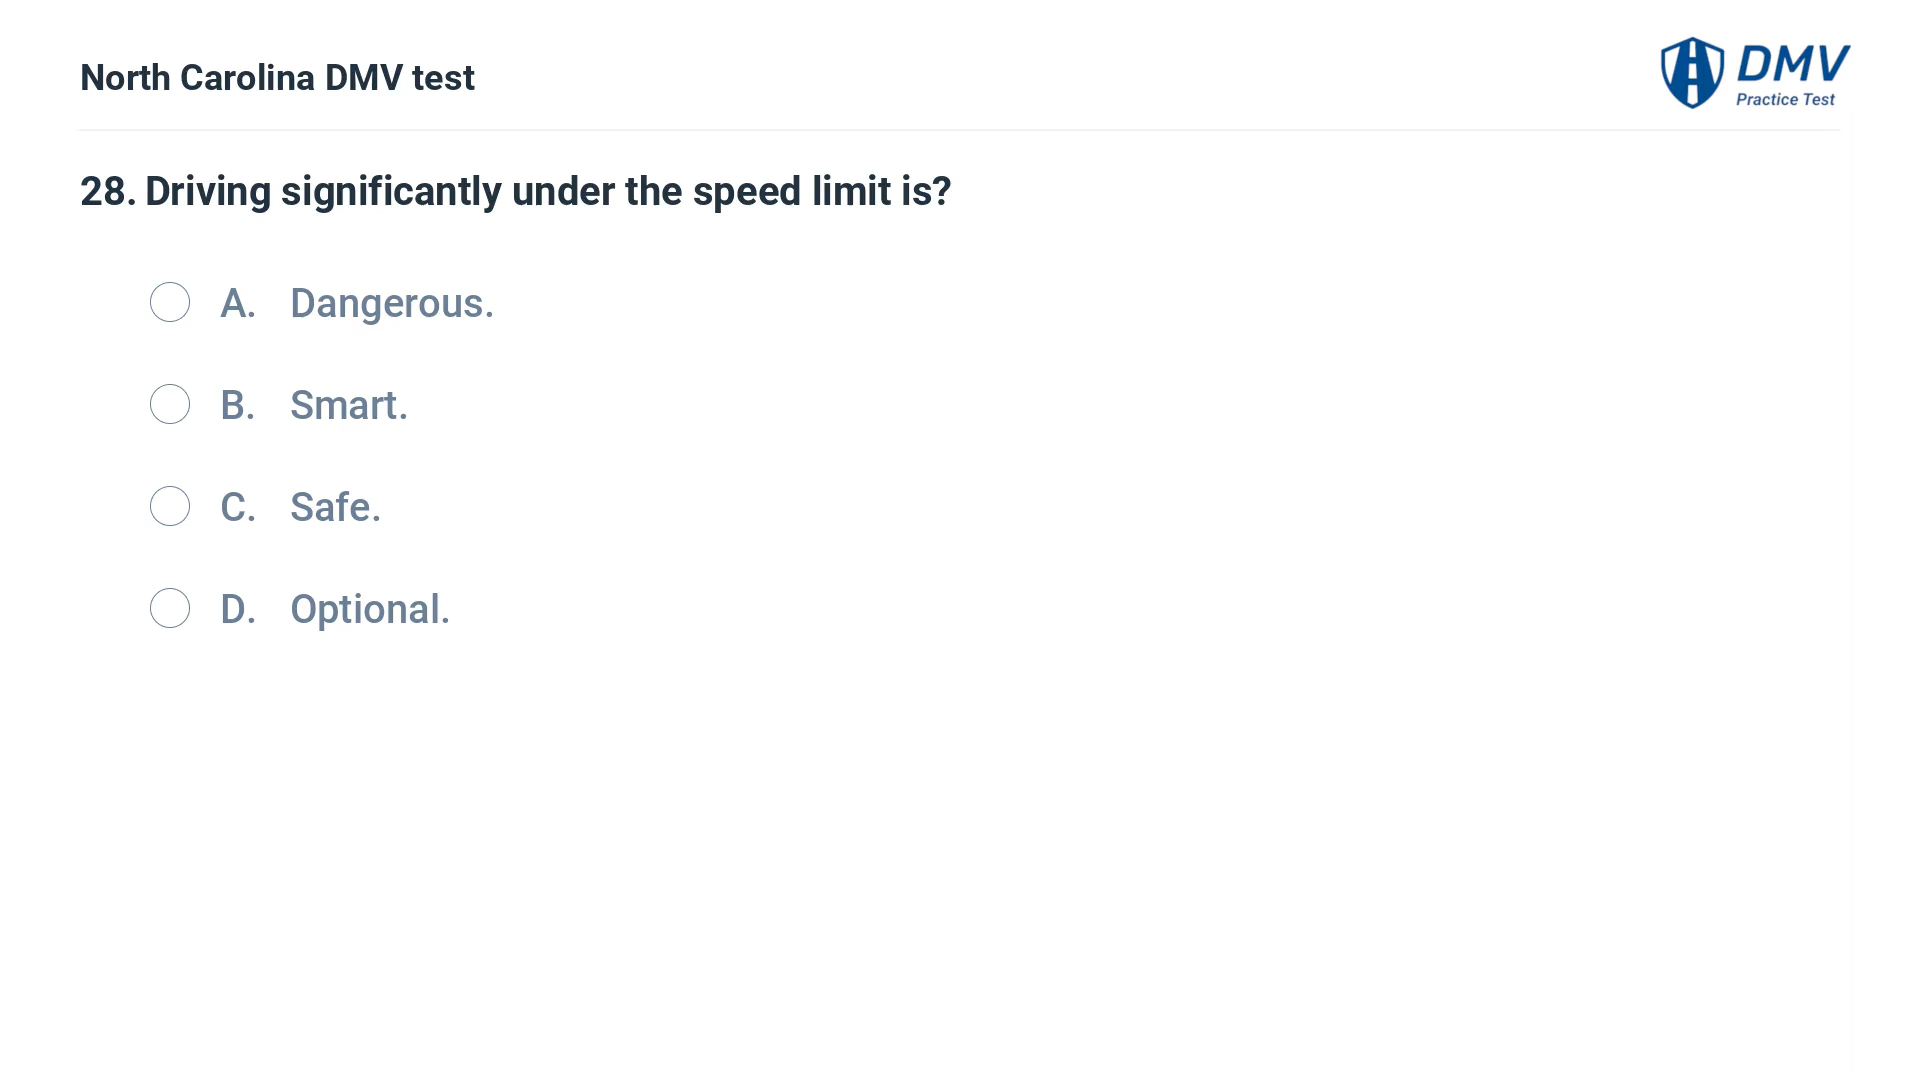 North Carolina DMV test
DMV
Practice Test
28. Driving significantly under the speed limit is?
A. Dangerous.
B. Smart.
C. Safe.
D. Optional.